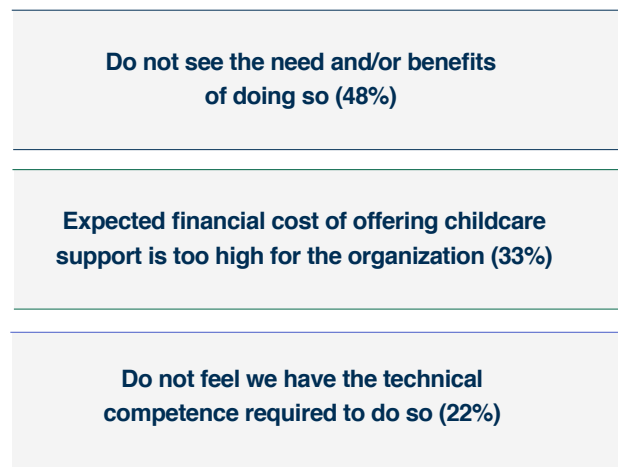 Do not see the need and/or benefits
of doing so (48%)
Expected financial cost of offering childcare
support is too high for the organization (33%)
Do not feel we have the technical
competence required to do so (22%)